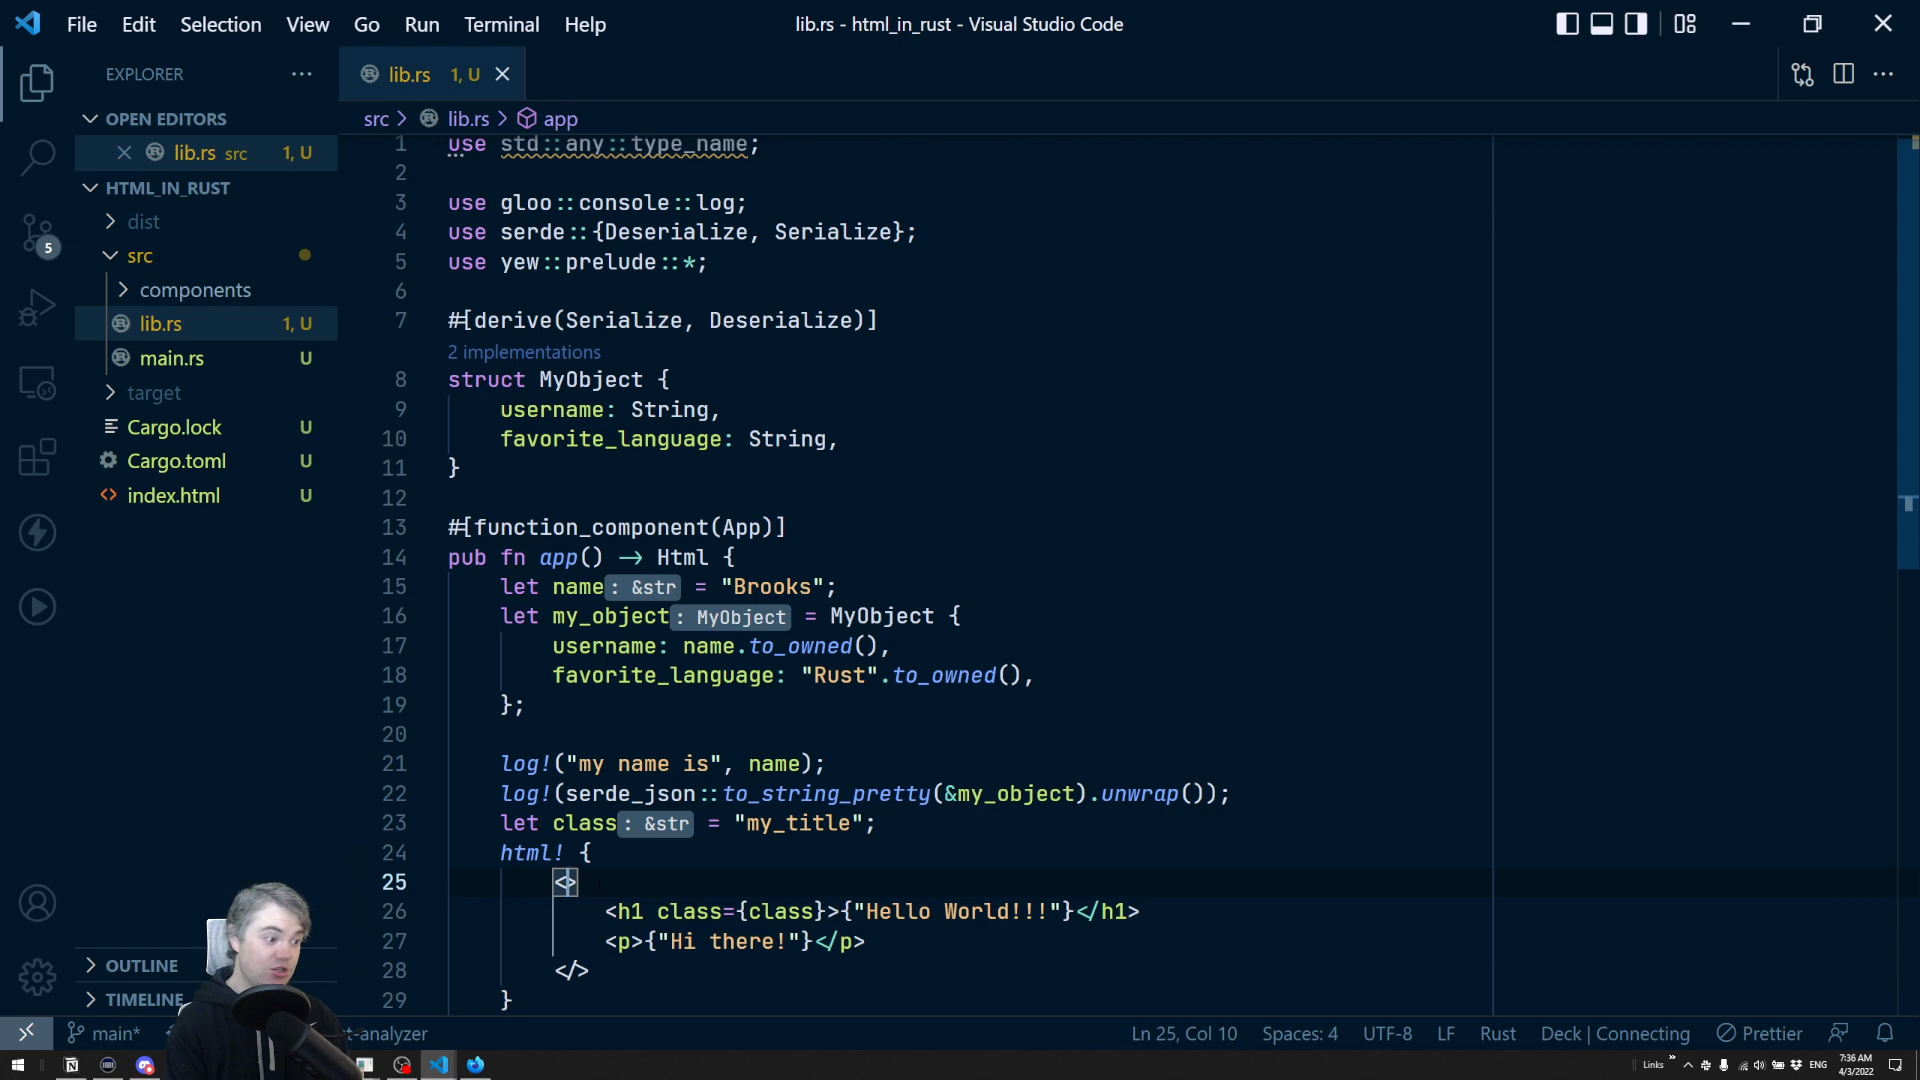 File Edit Selection View Go Run Terminal Help
lib.rs - html_in_rust - Visual Studio Code
EXPLORER
lib.rs 1, U
OPEN EDITORS
lib.rs src 1, U
HTML_IN_RUST
dist
src
components
lib.rs 1, U
main.rs U
target
Cargo.lock U
Cargo.toml U
index.html U
OUTLINE
TIMELINE
5
src > lib.rs > app
1 use std::any::type_name;
2
3 use gloo::console::log;
4 use serde::{Deserialize, Serialize};
5 use yew::prelude::*;
6
7 #[derive(Serialize, Deserialize)]
2 implementations
8 struct MyObject {
9 username: String,
10 favorite_language: String,
11 }
12
13 #[function_component(App)]
14 pub fn app() -> Html {
15 let name: &str = "Brooks";
16 let my_object: MyObject = MyObject {
17 username: name.to_owned(),
18 favorite_language: "Rust".to_owned(),
19 };
20
21 log!("my name is", name);
22 log!(serde_json::to_string_pretty(&my_object).unwrap());
23 let class: &str = "my_title";
24 html! {
25 <>
26 <h1 class={class}>{"Hello World!!!"}</h1>
27 <p>{"Hi there!"}</p>
28 </>
29 }
main* t-analyzer Ln 25, Col 10 Spaces: 4 UTF-8 LF Rust Deck | Connecting Prettier
Links ENG 7:36 AM
4/3/2022